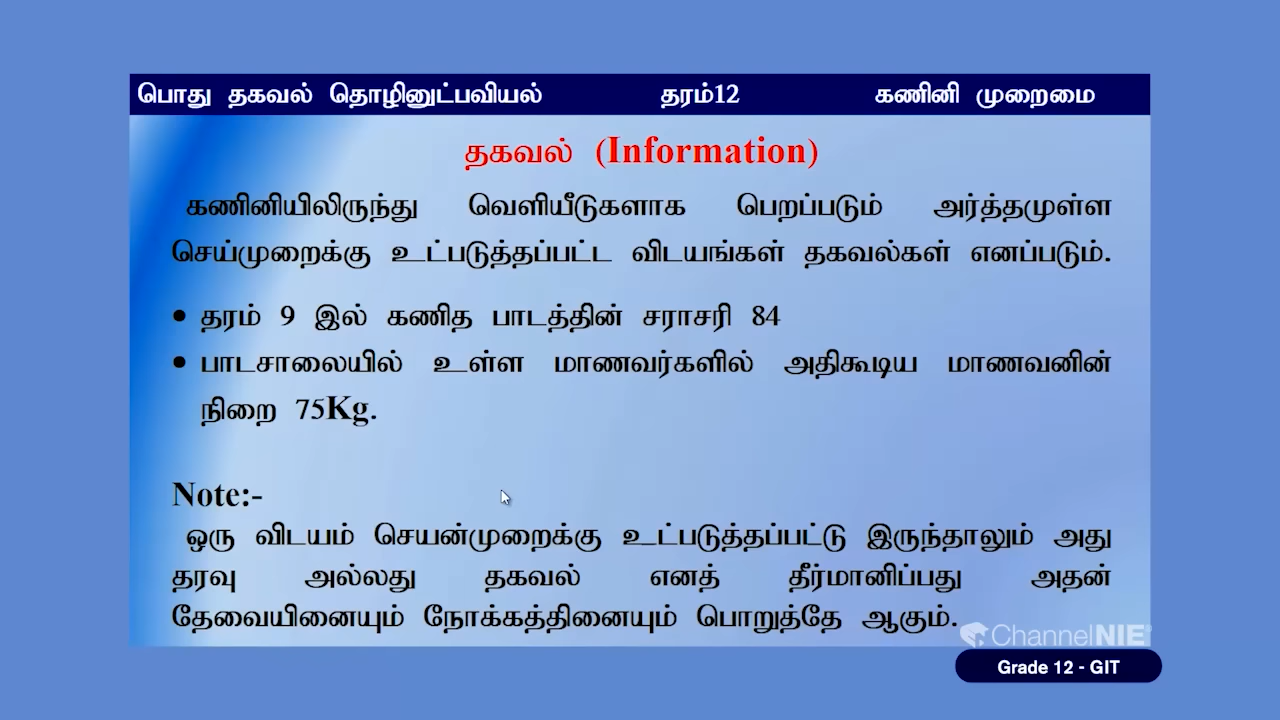 பொது தகவல் தொழினுட்பவியல் தரம்12 கணினி முறைமை
தகவல் (Information)
கணினியிலிருந்து வெளியீடுகளாக பெறப்படும் அர்த்தமுள்ள
செய்முறைக்கு உட்படுத்தப்பட்ட விடயங்கள் தகவல்கள் எனப்படும்.
• தரம் 9 இல் கணித பாடத்தின் சராசரி 84
• பாடசாலையில் உள்ள மாணவர்களில் அதிகூடிய மாணவனின்
நிறை 75Kg.
Note:-
ஒரு விடயம் செயன்முறைக்கு உட்படுத்தப்பட்டு இருந்தாலும் அது
தரவு அல்லது தகவல் எனத் தீர்மானிப்பது அதன்
தேவையினையும் நோக்கத்தினையும் பொறுத்தே ஆகும்.
ChannelNIE
Grade 12 - GIT